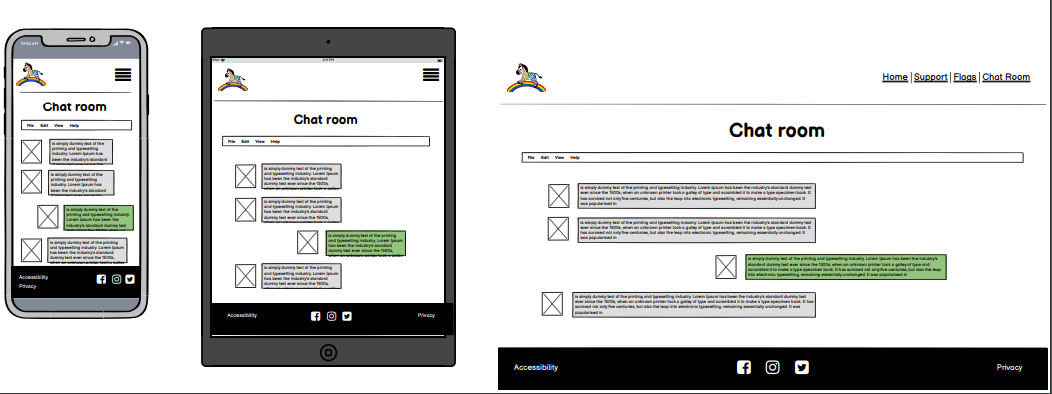 Chat room
File Edit View Help
is simply dummy text of the printing
and typesetting
industry. Lorem Ipsum has
been the industry's standard
is simply dummy text of the
printing and typesetting
industry. Lorem Ipsum has
been the industry's standard
is simply dummy text of the
printing and typesetting industry.
Lorem Ipsum has been the
industry's standard dummy text
is simply dummy text of the printing
and typesetting industry. Lorem
Ipsum has been the industry's
standard dummy text ever since
Accessibility
Privacy
Chat room
File Edit View Help
is simply dummy text of the printing
and typesetting industry. Lorem Ipsum
has been the industry's standard
dummy text ever since the 1500s,
when an unknown printer took a galley
is simply dummy text of the printing
and typesetting industry. Lorem Ipsum
has been the industry's standard
dummy text ever since the 1500s,
is simply dummy text of the printing
and typesetting industry. Lorem Ipsum
has been the industry's standard
dummy text ever since the 1500s,
when an unknown printer took a galley
is simply dummy text of the printing
and typesetting industry. Lorem Ipsum
has been the industry's standard
dummy text ever since the 1500s,
Accessibility Privacy
Home Support Flags Chat Room
Chat room
File Edit View Help
is simply dummy text of the printing and typesetting industry. Lorem Ipsum has been the industry's standard dummy text
ever since the 1500s, when an unknown printer took a galley of type and scrambled it to make a type specimen book. It
has survived not only five centuries, but also the leap into electronic typesetting, remaining essentially unchanged. It was
popularised in
is simply dummy text of the printing and typesetting industry. Lorem Ipsum has been the industry's standard dummy text
ever since the 1500s, when an unknown printer took a galley of type and scrambled it to make a type specimen book. It
has survived not only five centuries, but also the leap into electronic typesetting, remaining essentially unchanged. It was
popularised in
is simply dummy text of the printing and typesetting industry. Lorem Ipsum has been the industry's
standard dummy text ever since the 1500s, when an unknown printer took a galley of type and
scrambled it to make a type specimen book. It has survived not only five centuries, but also the leap
into electronic typesetting, remaining essentially unchanged. It was popularised in
is simply dummy text of the printing and typesetting industry. Lorem Ipsum has been the industry's standard dummy text
ever since the 1500s, when an unknown printer took a galley of type and scrambled it to make a type specimen book. It has
survived not only five centuries, but also the leap into electronic typesetting, remaining essentially unchanged. It was
popularised in
Accessibility Privacy